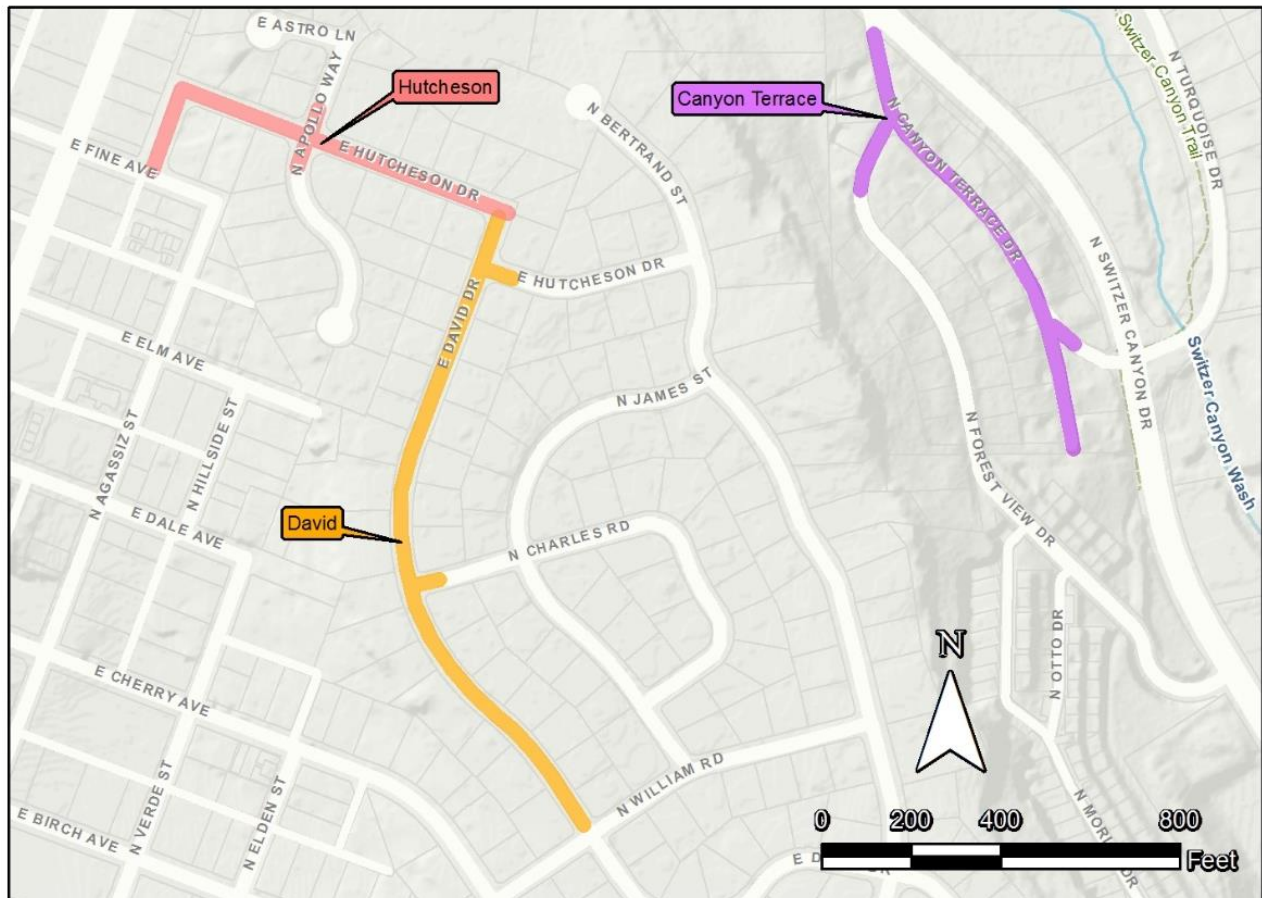 E ASTRO LN
N APOLLO WAY
Hutcheson
Canyon Terrace
N BERTRAND ST
N CANYON TERRACE DR
Switzer-Canyon-Trail
N TURQUOISE DR
E FINE AVE
E HUTCHESON DR
E HUTCHESON DR
E DAVID DR
N SWITZER CANYON DR
Switzer Canyon Wash
E ELM AVE
N JAMES ST
N AGASSIZ ST
N HILLSIDE ST
N FOREST VIEW DR
E DALE AVE
David
N CHARLES RD
N OTTO DR
E CHERRY AVE
N
N WILLIAM RD
N VERDE ST
N ELDEN ST
E BIRCH AVE
0 200 400 800
Feet